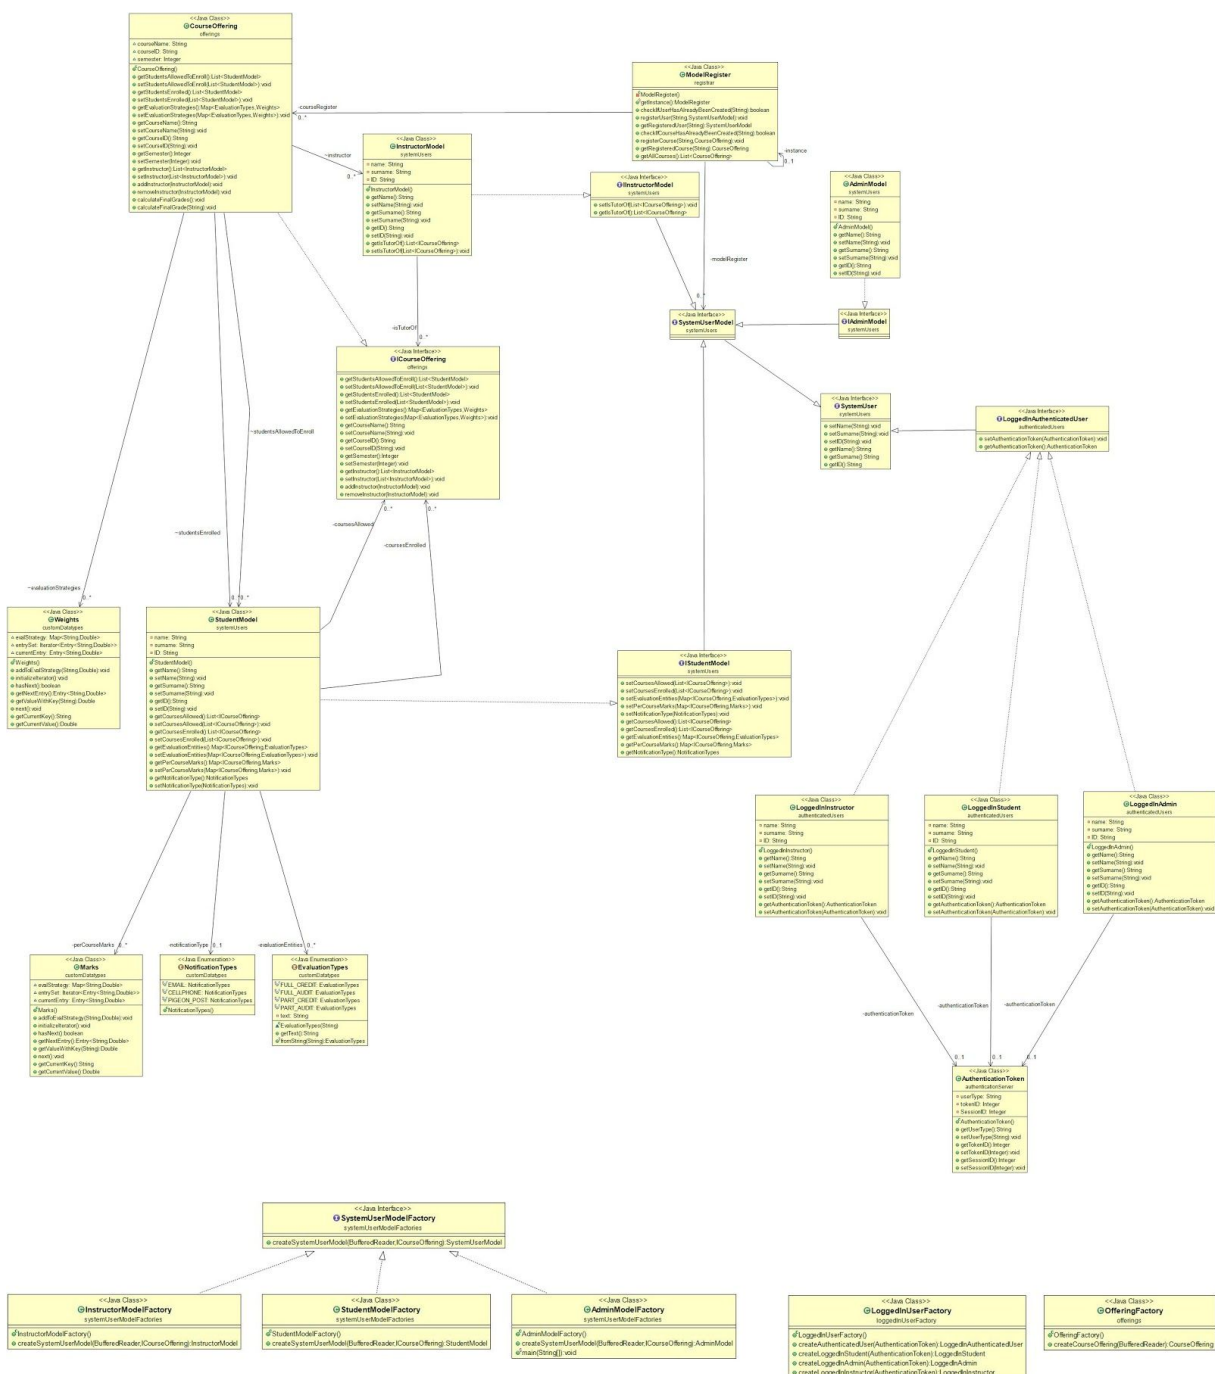 <<Java Class>>
CourseOffering
offerings
courseName: String
courseID: String
semester: Integer
CourseOffering()
getStudentsAllowedToEnroll():List<StudentModel>
setStudentsAllowedToEnroll(List<StudentModel>):void
getStudentsEnrolled():List<StudentModel>
setStudentsEnrolled(List<StudentModel>):void
getEvaluationStrategies():Map<EvaluationTypes,Weights>
setEvaluationStrategies(Map<EvaluationTypes,Weights>):void
getCourseName():String
setCourseName(String):void
getCourseID():String
setCourseID(String):void
getSemester():Integer
setSemester(Integer):void
getInstructor():List<InstructorModel>
setInstructor(List<InstructorModel>):void
addInstructor(InstructorModel):void
removeInstructor(InstructorModel):void
calculateFinalGrades():void
calculateFinalGrade(String):void
-courseRegister
0..*
~instructor
0..*
<<Java Class>>
InstructorModel
systemUsers
name: String
surname: String
ID: String
InstructorModel()
getName():String
setName(String):void
getSurname():String
setSurname(String):void
getID():String
setID(String):void
getIsTutorOf():List<ICourseOffering>
setIsTutorOf(List<ICourseOffering>):void
<<Java Class>>
ModelRegister
registrar
ModelRegister()
getInstance():ModelRegister
checkIfUserHasAlreadyBeenCreated(String):boolean
registerUser(String,SystemUserModel):void
getRegisteredUser(String):SystemUserModel
checkIfCourseHasAlreadyBeenCreated(String):boolean
registerCourse(String,CourseOffering):void
getRegisteredCourse(String):CourseOffering
getAllCourses():List<CourseOffering>
-instance
0..1
<<Java Interface>>
IInstructorModel
systemUsers
setIsTutorOf(List<ICourseOffering>):void
getIsTutorOf():List<ICourseOffering>
<<Java Class>>
AdminModel
systemUsers
name: String
surname: String
ID: String
AdminModel()
getName():String
setName(String):void
getSurname():String
setSurname(String):void
getID():String
setID(String):void
-modelRegister
0..*
<<Java Interface>>
SystemUserModel
systemUsers
<<Java Interface>>
IAdminModel
systemUsers
-isTutorOf
0..*
<<Java Interface>>
ICourseOffering
offerings
getStudentsAllowedToEnroll():List<StudentModel>
setStudentsAllowedToEnroll(List<StudentModel>):void
getStudentsEnrolled():List<StudentModel>
setStudentsEnrolled(List<StudentModel>):void
getEvaluationStrategies():Map<EvaluationTypes,Weights>
setEvaluationStrategies(Map<EvaluationTypes,Weights>):void
getCourseName():String
setCourseName(String):void
getCourseID():String
setCourseID(String):void
getSemester():Integer
setSemester(Integer):void
getInstructor():List<InstructorModel>
setInstructor(List<InstructorModel>):void
addInstructor(InstructorModel):void
removeInstructor(InstructorModel):void
<<Java Interface>>
SystemUser
systemUsers
setName(String):void
setSurname(String):void
setID(String):void
getName():String
getSurname():String
getID():String
<<Java Interface>>
LoggedInAuthenticatedUser
authenticatedUsers
setAuthenticationToken(AuthenticationToken):void
getAuthenticationToken():AuthenticationToken
~studentsAllowedToEnroll
~studentsEnrolled
-coursesAllowed
0..*
-coursesEnrolled
0..*
~evaluationStrategies
0..*
0..*
0..*
<<Java Class>>
Weights
customDatatypes
evalStrategy: Map<String,Double>
entrySet: Iterator<Entry<String,Double>>
currentEntry: Entry<String,Double>
Weights()
addToEvalStrategy(String,Double):void
initializeIterator():void
hasNext():boolean
getNextEntry():Entry<String,Double>
getValueWithKey(String):Double
next():void
getCurrentKey():String
getCurrentValue():Double
<<Java Class>>
StudentModel
systemUsers
name: String
surname: String
ID: String
StudentModel()
getName():String
setName(String):void
getSurname():String
setSurname(String):void
getID():String
setID(String):void
getCoursesAllowed():List<ICourseOffering>
setCoursesAllowed(List<ICourseOffering>):void
getCoursesEnrolled():List<ICourseOffering>
setCoursesEnrolled(List<ICourseOffering>):void
getEvaluationEntities():Map<ICourseOffering,EvaluationTypes>
setEvaluationEntities(Map<ICourseOffering,EvaluationTypes>):void
getPerCourseMarks():Map<ICourseOffering,Marks>
setPerCourseMarks(Map<ICourseOffering,Marks>):void
getNotificationType():NotificationTypes
setNotificationType(NotificationTypes):void
<<Java Interface>>
IStudentModel
systemUsers
setCoursesAllowed(List<ICourseOffering>):void
setCoursesEnrolled(List<ICourseOffering>):void
setEvaluationEntities(Map<ICourseOffering,EvaluationTypes>):void
setPerCourseMarks(Map<ICourseOffering,Marks>):void
setNotificationType(NotificationTypes):void
getCoursesAllowed():List<ICourseOffering>
getCoursesEnrolled():List<ICourseOffering>
getEvaluationEntities():Map<ICourseOffering,EvaluationTypes>
getPerCourseMarks():Map<ICourseOffering,Marks>
getNotificationType():NotificationTypes
<<Java Class>>
LoggedInInstructor
authenticatedUsers
name: String
surname: String
ID: String
LoggedInInstructor()
getName():String
setName(String):void
getSurname():String
setSurname(String):void
getID():String
setID(String):void
getAuthenticationToken():AuthenticationToken
setAuthenticationToken(AuthenticationToken):void
<<Java Class>>
LoggedInStudent
authenticatedUsers
name: String
surname: String
ID: String
LoggedInStudent()
getName():String
setName(String):void
getSurname():String
setSurname(String):void
getID():String
setID(String):void
getAuthenticationToken():AuthenticationToken
setAuthenticationToken(AuthenticationToken):void
<<Java Class>>
LoggedInAdmin
authenticatedUsers
name: String
surname: String
ID: String
LoggedInAdmin()
getName():String
setName(String):void
getSurname():String
setSurname(String):void
getID():String
setID(String):void
getAuthenticationToken():AuthenticationToken
setAuthenticationToken(AuthenticationToken):void
-perCourseMarks
0..*
-notificationType
0..1
-evaluationEntities
0..*
<<Java Class>>
Marks
customDatatypes
evalStrategy: Map<String,Double>
entrySet: Iterator<Entry<String,Double>>
currentEntry: Entry<String,Double>
Marks()
addToEvalStrategy(String,Double):void
initializeIterator():void
hasNext():boolean
getNextEntry():Entry<String,Double>
getValueWithKey(String):Double
next():void
getCurrentKey():String
getCurrentValue():Double
<<Java Enumeration>>
NotificationTypes
customDatatypes
EMAIL: NotificationTypes
CELLPHONE: NotificationTypes
PIGEON_POST: NotificationTypes
NotificationTypes()
<<Java Enumeration>>
EvaluationTypes
customDatatypes
FULL_CREDIT: EvaluationTypes
FULL_AUDIT: EvaluationTypes
PART_CREDIT: EvaluationTypes
PART_AUDIT: EvaluationTypes
text: String
EvaluationTypes(String)
getText():String
fromString(String):EvaluationTypes
-authenticationToken
-authenticationToken
-authenticationToken
0..1
0..1
0..1
<<Java Class>>
AuthenticationToken
authenticationServer
userType: String
tokenID: Integer
SessionID: Integer
AuthenticationToken()
getUserType():String
setUserType(String):void
getTokenID():Integer
setTokenID(Integer):void
getSessionID():Integer
setSessionID(Integer):void
<<Java Interface>>
SystemUserModelFactory
systemUserModelFactories
createSystemUserModel(BufferedReader,ICourseOffering):SystemUserModel
<<Java Class>>
InstructorModelFactory
systemUserModelFactories
InstructorModelFactory()
createSystemUserModel(BufferedReader,ICourseOffering):InstructorModel
<<Java Class>>
StudentModelFactory
systemUserModelFactories
StudentModelFactory()
createSystemUserModel(BufferedReader,ICourseOffering):StudentModel
<<Java Class>>
AdminModelFactory
systemUserModelFactories
AdminModelFactory()
createSystemUserModel(BufferedReader,ICourseOffering):AdminModel
main(String[]):void
<<Java Class>>
LoggedInUserFactory
loggedInUserFactory
LoggedInUserFactory()
createAuthenticatedUser(AuthenticationToken):LoggedInAuthenticatedUser
createLoggedInStudent(AuthenticationToken):LoggedInStudent
createLoggedInAdmin(AuthenticationToken):LoggedInAdmin
createLoggedInInstructor(AuthenticationToken):LoggedInInstructor
<<Java Class>>
OfferingFactory
offerings
OfferingFactory()
createCourseOffering(BufferedReader):CourseOffering